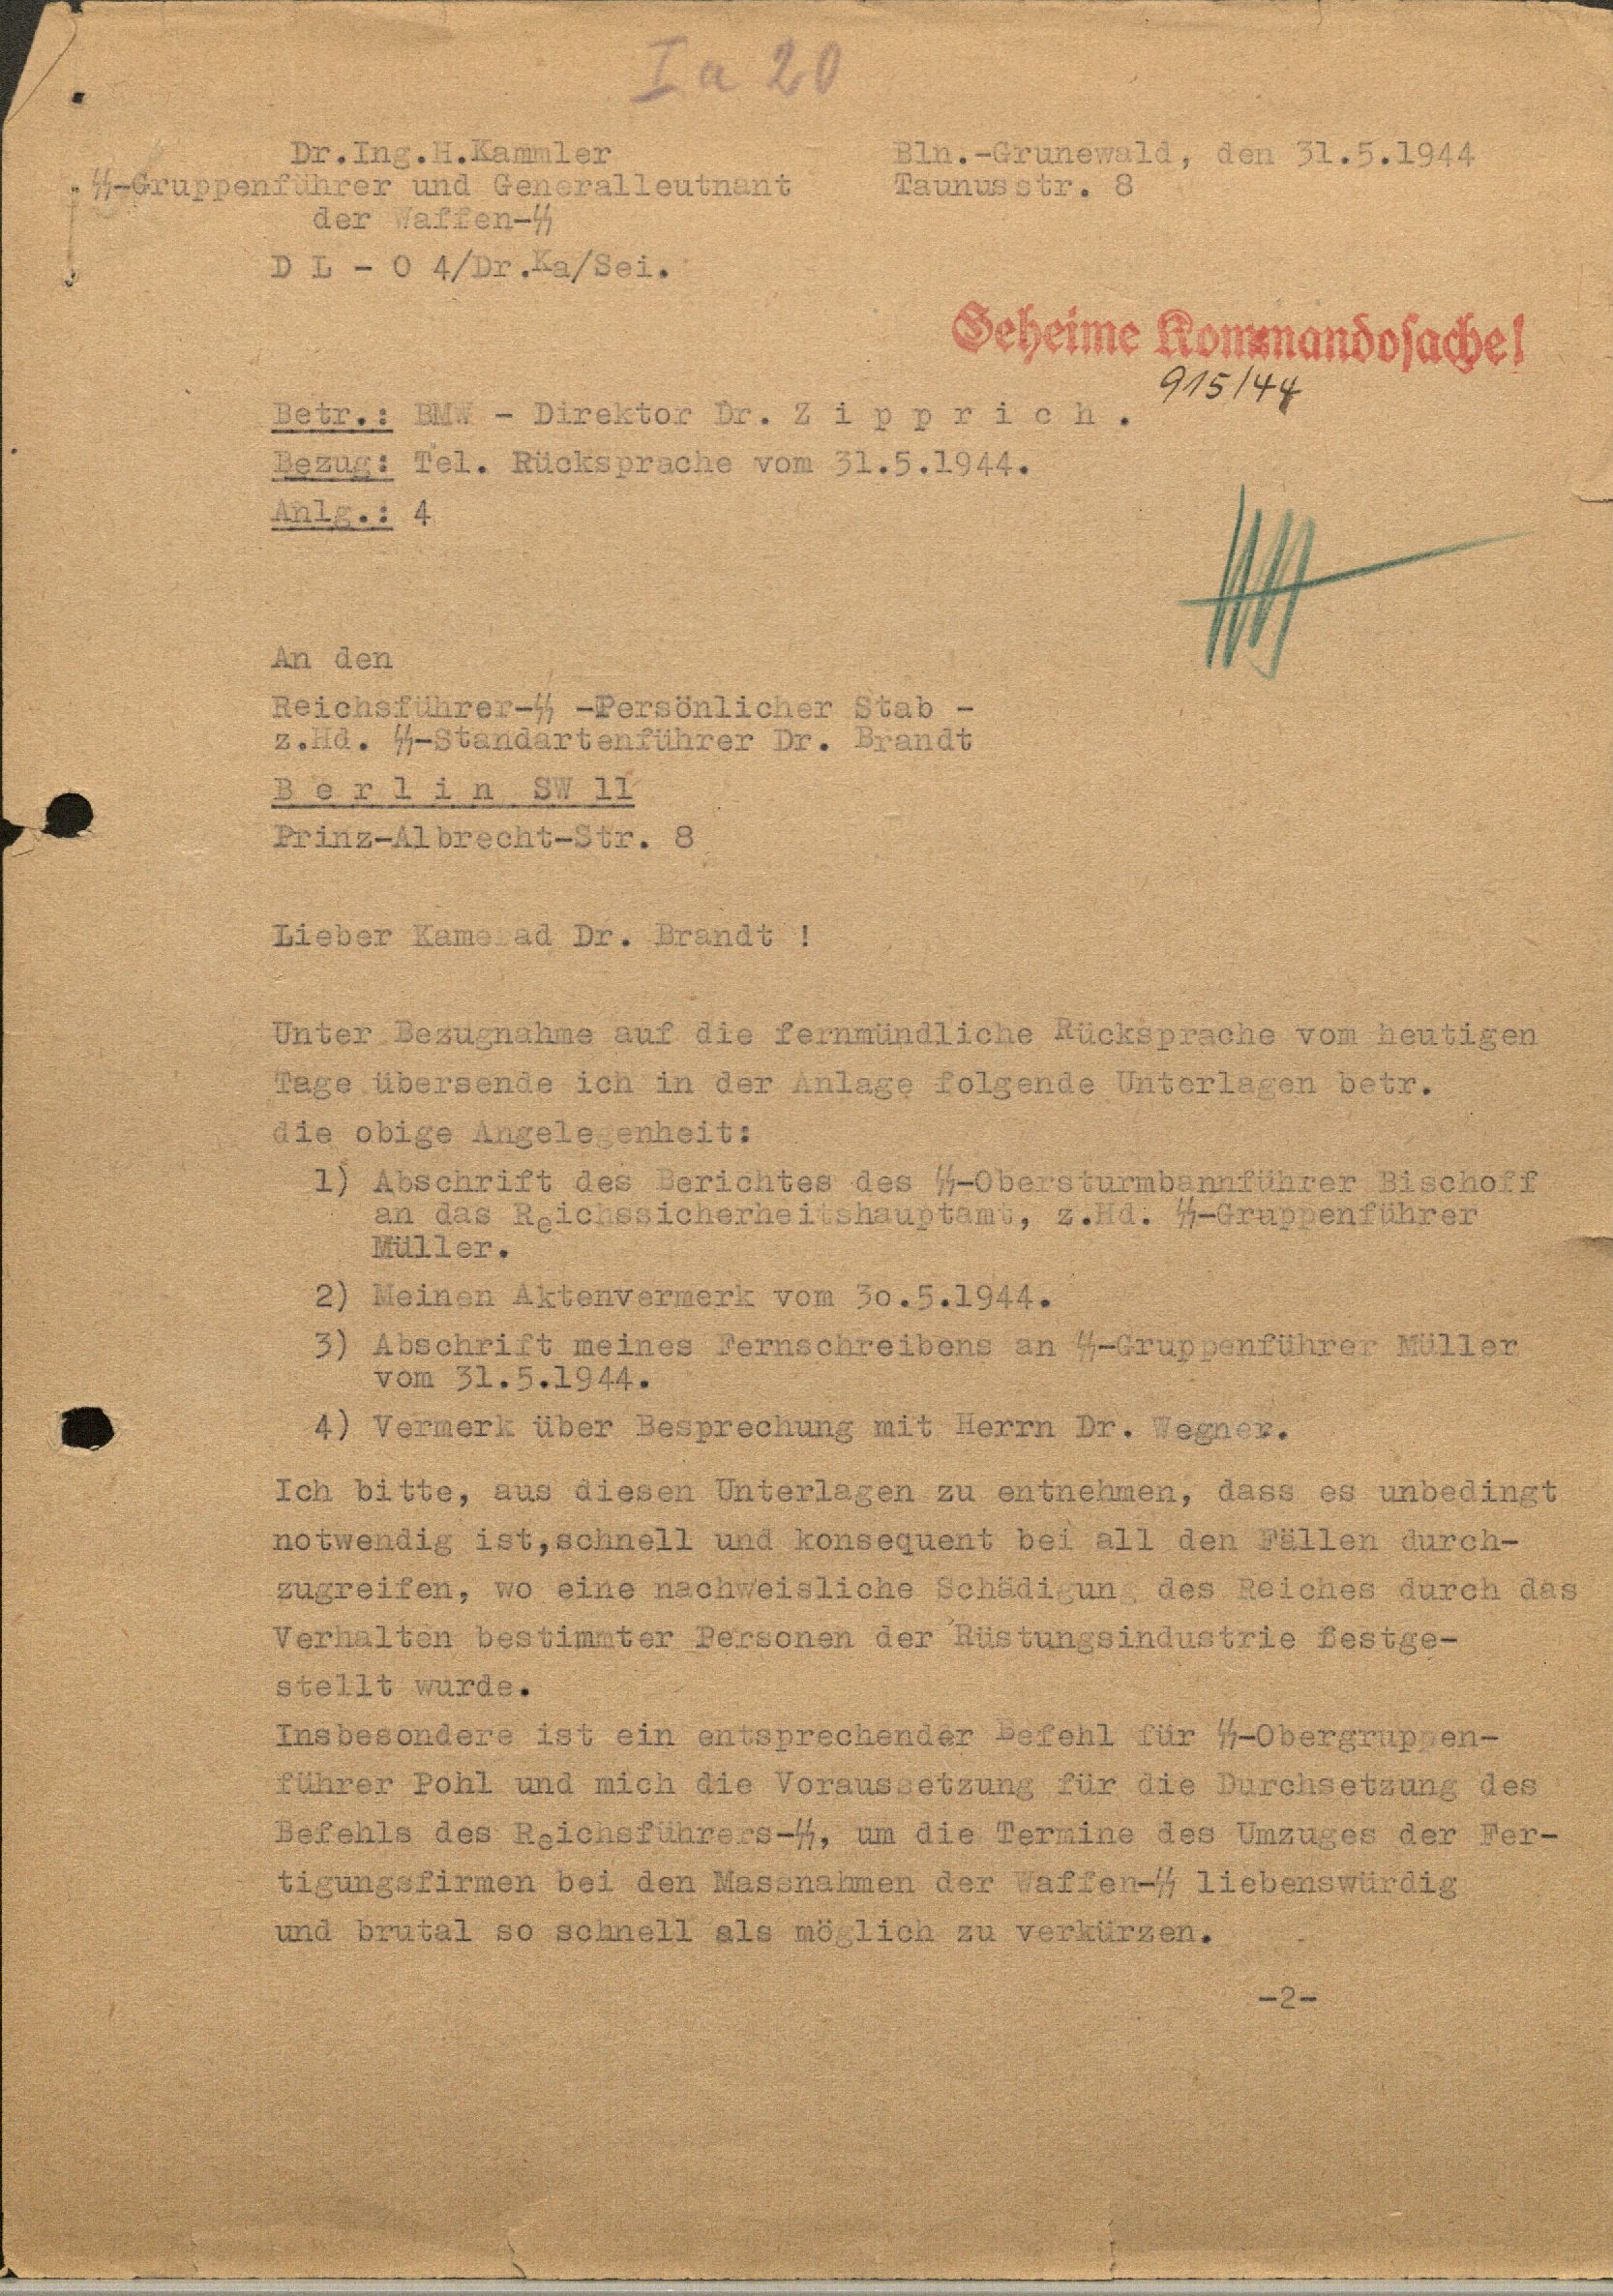 I a 20
Dr.Ing.H.Kammler
Bln.-Grunewald, den 31.5.1944
ᛋᛋ-Gruppenführer und Generalleutnant
Taunusstr. 8
der Waffen-ᛋᛋ
D L - O 4/Dr.Ka/Sei.
Geheime Kommandosache!
915/44
Betr.: BMW - Direktor Dr. Z i p p r i c h .
Bezug: Tel. Rücksprache vom 31.5.1944.
Anlg.: 4
An den
Reichsführer-ᛋᛋ -Persönlicher Stab -
z.Hd. ᛋᛋ-Standartenführer Dr. Brandt
B e r l i n SW 11
Prinz-Albrecht-Str. 8
Lieber Kamerad Dr. Brandt !
Unter Bezugnahme auf die fernmündliche Rücksprache vom heutigen
Tage übersende ich in der Anlage folgende Unterlagen betr.
die obige Angelegenheit:
1) Abschrift des Berichtes des ᛋᛋ-Obersturmbannführer Bischoff
an das Reichssicherheitshauptamt, z.Hd. ᛋᛋ-Gruppenführer
Müller.
2) Meinen Aktenvermerk vom 3o.5.1944.
3) Abschrift meines Fernschreibens an ᛋᛋ-Gruppenführer Müller
vom 31.5.1944.
4) Vermerk über Besprechung mit Herrn Dr. Wegner.
Ich bitte, aus diesen Unterlagen zu entnehmen, dass es unbedingt
notwendig ist,schnell und konsequent bei all den Fällen durch-
zugreifen, wo eine nachweisliche Schädigung des Reiches durch das
Verhalten bestimmter Personen der Rüstungsindustrie festge-
stellt wurde.
Insbesondere ist ein entsprechender Befehl für ᛋᛋ-Obergruppen-
führer Pohl und mich die Voraussetzung für die Durchsetzung des
Befehls des Reichsführers-ᛋᛋ, um die Termine des Umzuges der Fer-
tigungsfirmen bei den Massnahmen der Waffen-ᛋᛋ liebenswürdig
und brutal so schnell als möglich zu verkürzen.
-2-